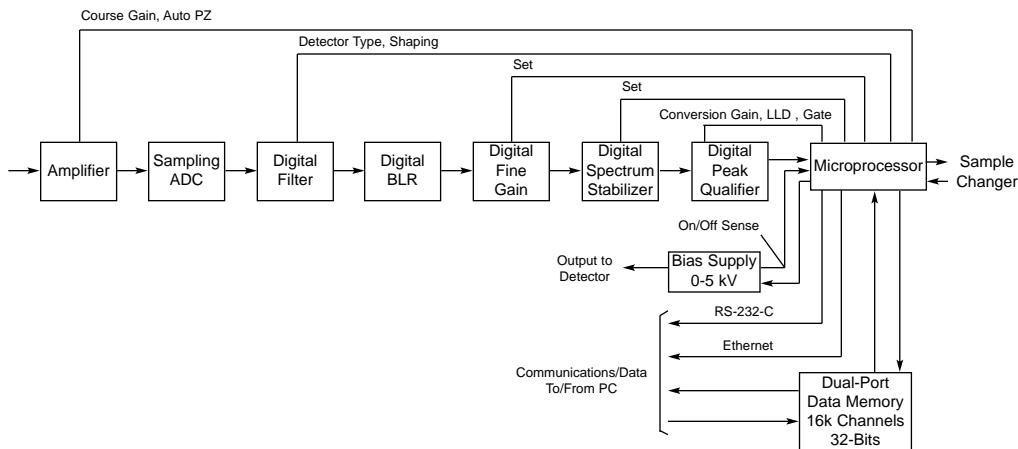 Course Gain, Auto PZ
Detector Type, Shaping
Set
Set
Conversion Gain, LLD , Gate
Amplifier
Sampling
ADC
Digital
Filter
Digital
BLR
Digital
Fine
Gain
Digital
Spectrum
Stabilizer
Digital
Peak
Qualifier
Microprocessor
Sample
Changer
On/Off Sense
Output to
Detector
Bias Supply
0-5 kV
RS-232-C
Ethernet
Communications/Data
To/From PC
Dual-Port
Data Memory
16k Channels
32-Bits